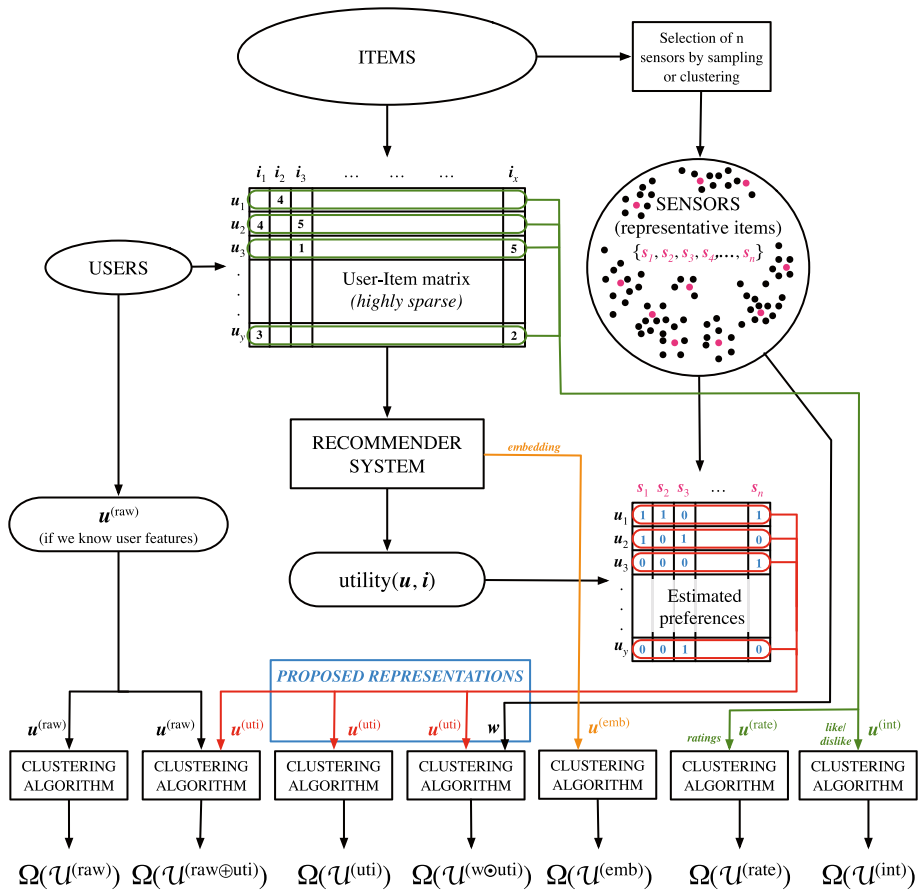 ITEMS
Selection of n
sensors by sampling
or clustering
i₁ i₂ i₃ … … … iₓ
u₁ 4
u₂ 4 5
u₃ 1 5
User-Item matrix
(highly sparse)
.
.
.
u_y 3 2
SENSORS
(representative items)
{s₁, s₂, s₃, s₄,..., sₙ}
USERS
RECOMMENDER
SYSTEM
embedding
u⁽ʳᵃʷ⁾
(if we know user features)
utility(u, i)
s₁ s₂ s₃ … sₙ
u₁ 1 1 0 1
u₂ 1 0 1 0
u₃ 0 0 0 1
Estimated
preferences
.
.
.
u_y 0 0 1 0
PROPOSED REPRESENTATIONS
u^(raw) u^(raw) u^(uti) u^(uti) u^(uti) w u^(emb) ratings u^(rate) like/ dislike u^(int)
CLUSTERING
ALGORITHM
CLUSTERING
ALGORITHM
CLUSTERING
ALGORITHM
CLUSTERING
ALGORITHM
CLUSTERING
ALGORITHM
CLUSTERING
ALGORITHM
CLUSTERING
ALGORITHM
Ω(𝒰^(raw)) Ω(𝒰^(raw⊕uti)) Ω(𝒰^(uti)) Ω(𝒰^(w⊙uti)) Ω(𝒰^(emb)) Ω(𝒰^(rate)) Ω(𝒰^(int))